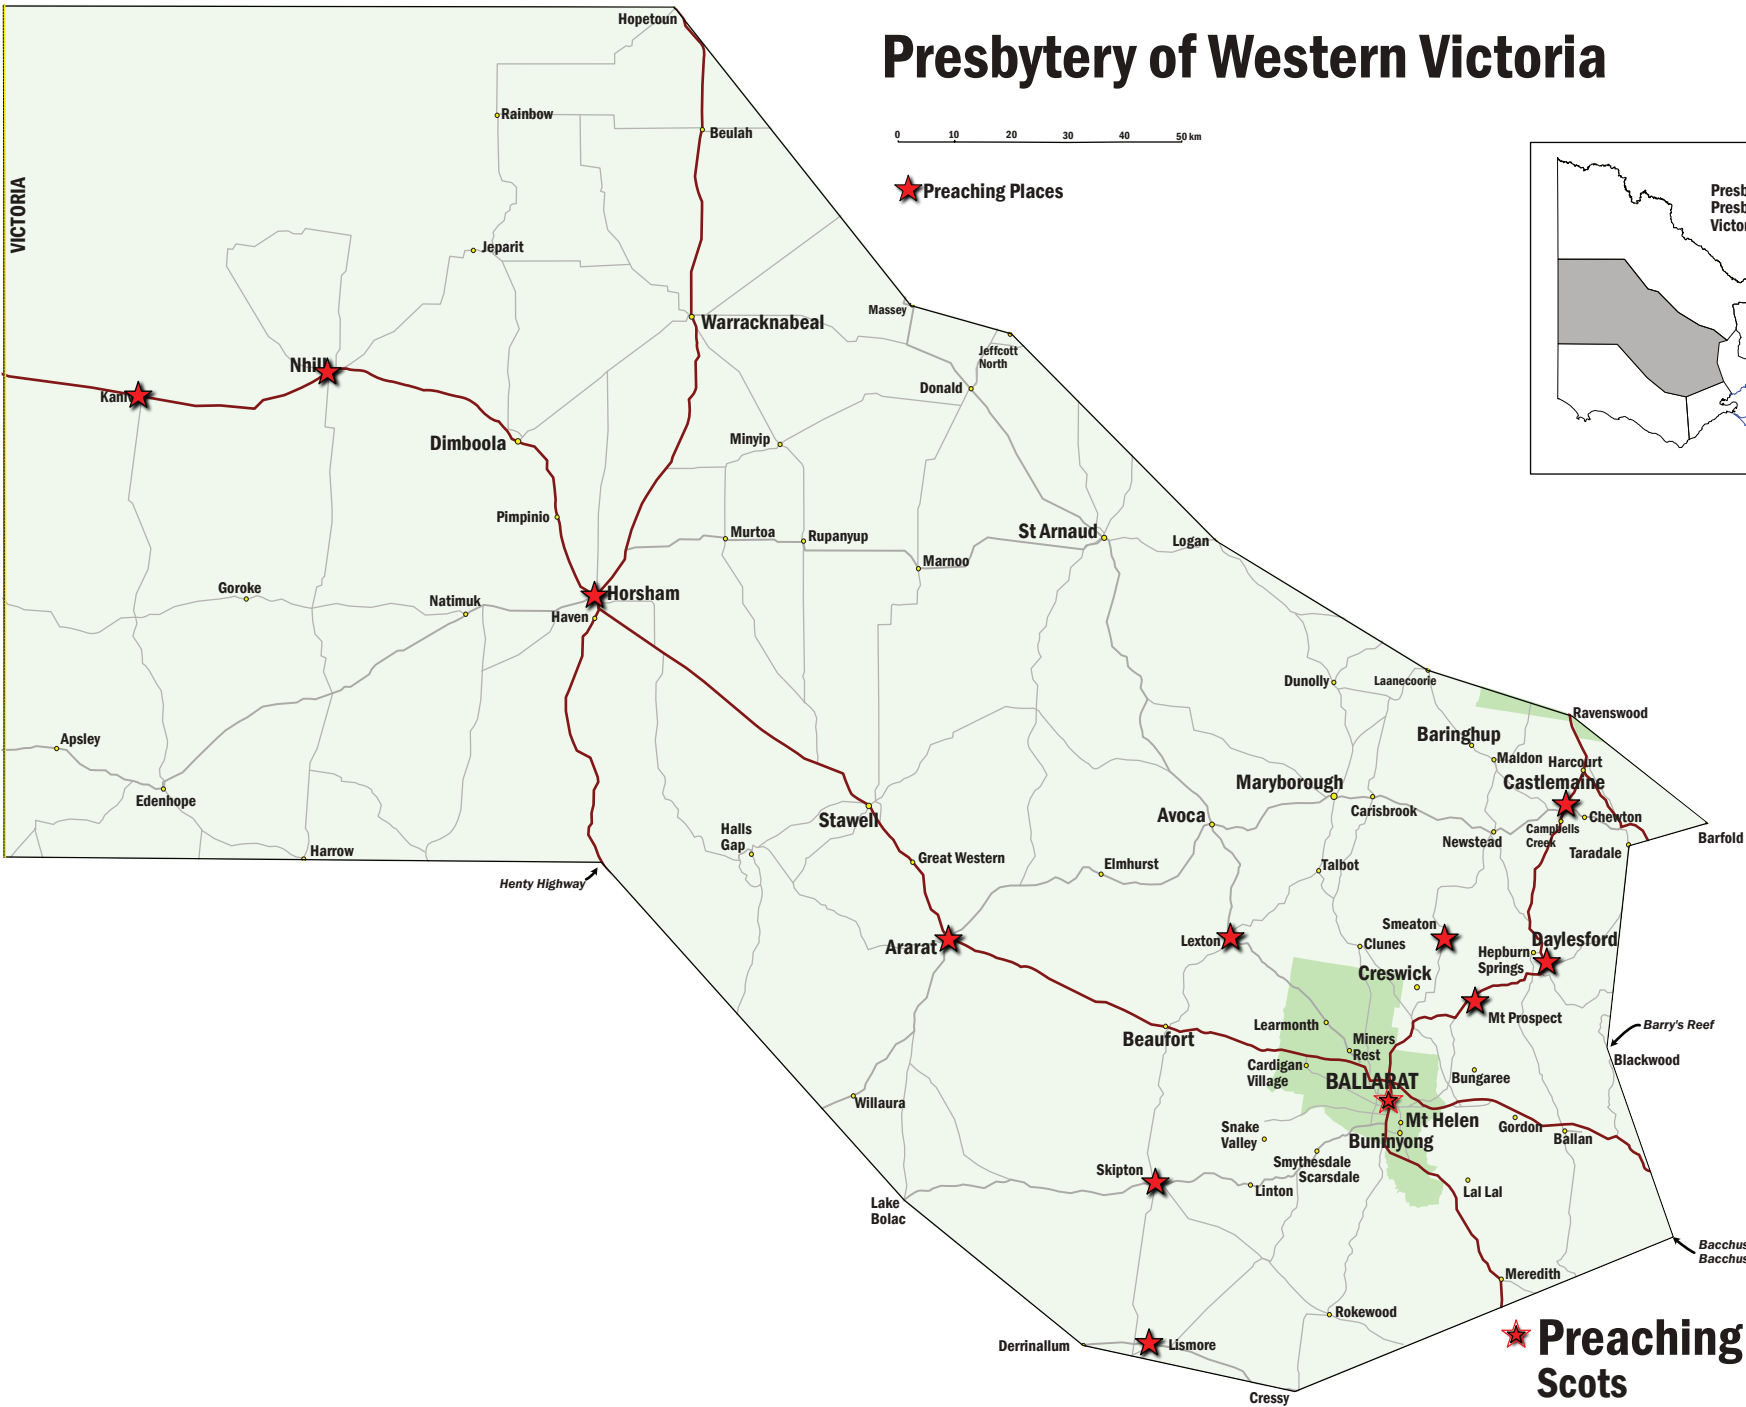 Presbytery of Western Victoria
0 10 20 30 40 50 km
Preaching Places
Presb
Presb
Victor
VICTORIA
Hopetoun
Rainbow
Beulah
Jeparit
Warracknabeal
Massey
Jeffcott
North
Donald
Nhill
Dimboola
Minyip
Pimpinio
Murtoa
Rupanyup
St Arnaud
Logan
Marnoo
Goroke
Natimuk
Horsham
Haven
Dunolly
Laanecoorie
Ravenswood
Apsley
Baringhup
Maldon
Harcourt
Castlemaine
Edenhope
Maryborough
Carisbrook
Avoca
Stawell
Chewton
Campbells
Creek
Newstead
Barfold
Taradale
Halls
Gap
Harrow
Great Western
Elmhurst
Talbot
Henty Highway
Smeaton
Ararat
Lexton
Clunes
Daylesford
Hepburn
Springs
Creswick
Mt Prospect
Learmonth
Barry's Reef
Beaufort
Miners
Rest
Blackwood
Cardigan
Village
BALLARAT
Bungaree
Willaura
Snake
Valley
Mt Helen
Gordon
Ballan
Buninyong
Smythesdale
Scarsdale
Skipton
Linton
Lal Lal
Lake
Bolac
Bacchus
Bacchus
Meredith
Rokewood
Derrinallum
Lismore
Cressy
Preaching
Scots